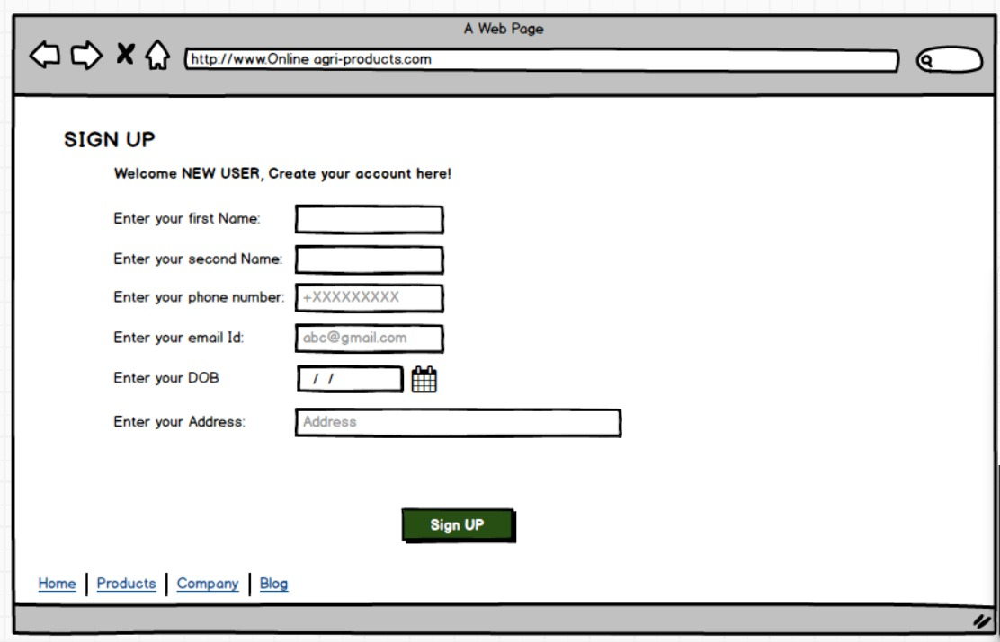 A Web Page
http://www.Online agri-products.com
SIGN UP
Welcome NEW USER, Create your account here!
Enter your first Name:
Enter your second Name:
Enter your phone number: +XXXXXXXXX
Enter your email Id: abc@gmail.com
Enter your DOB / /
Enter your Address: Address
Sign UP
Home | Products | Company | Blog